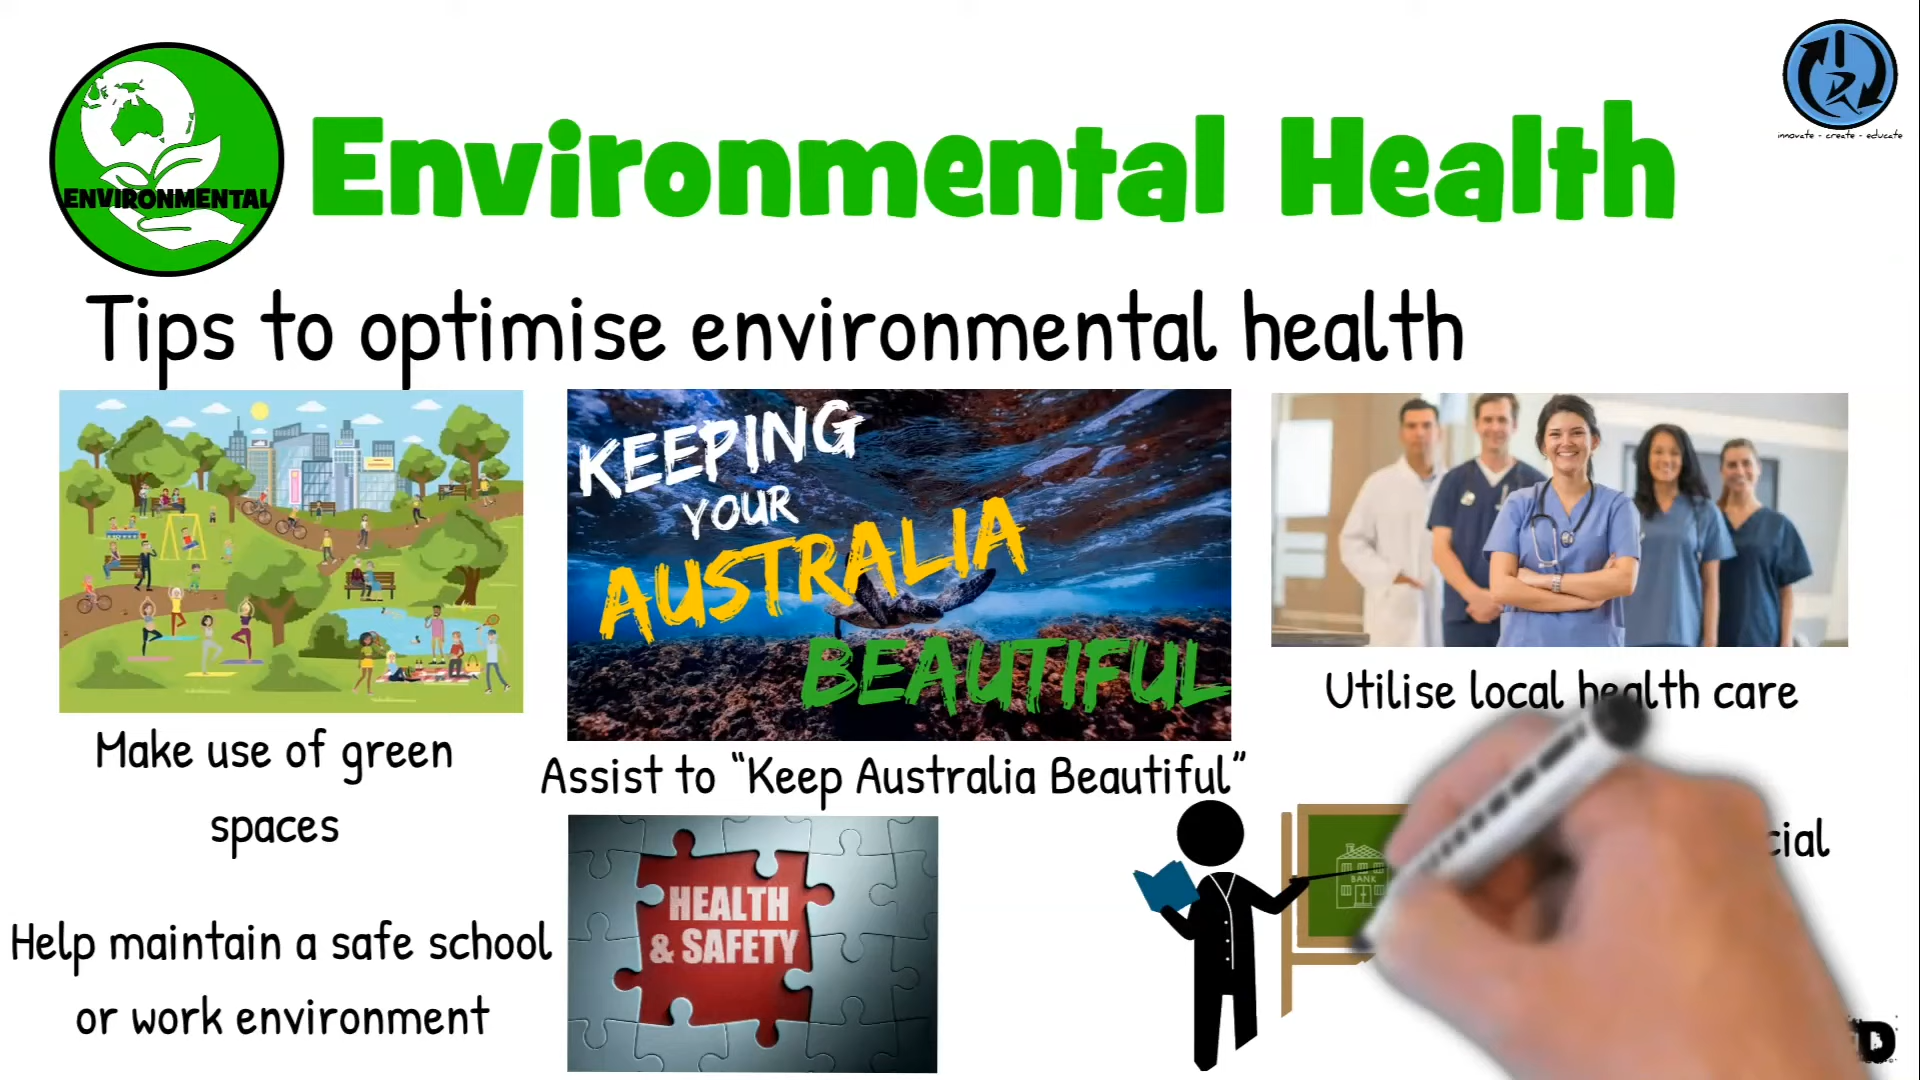 ENVIRONMENTAL
Environmental Health
innovate - create - educate
Tips to optimise environmental health
KEEPING
YOUR
AUSTRALIA
BEAUTIFUL
Utilise local health care
Make use of green
spaces
Assist to “Keep Australia Beautiful”
HEALTH
& SAFETY
BANK
Help maintain a safe school
or work environment